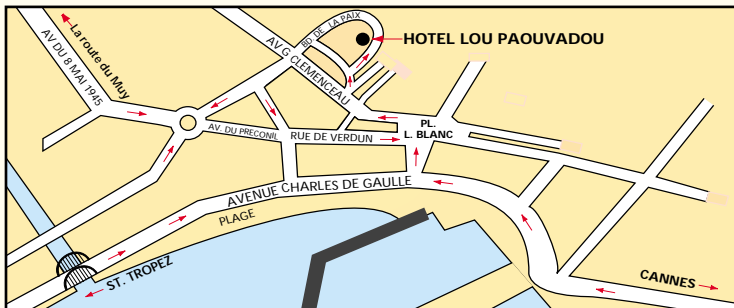 La route du Muy
AV DU 8 MAI 1945
BD. DE LA PAIX
HOTEL LOU PAOUVADOU
AV G CLEMENCEAU
PL.
L. BLANC
AV. DU PRECONIL
RUE DE VERDUN
AVENUE CHARLES DE GAULLE
PLAGE
ST. TROPEZ
CANNES